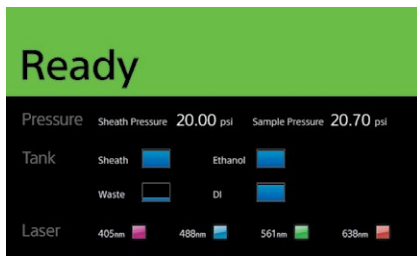 Ready
Pressure Sheath Pressure 20.00 psi Sample Pressure 20.70 psi
Tank Sheath Ethanol
Waste DI
Laser 405nm 488nm 561nm 638nm